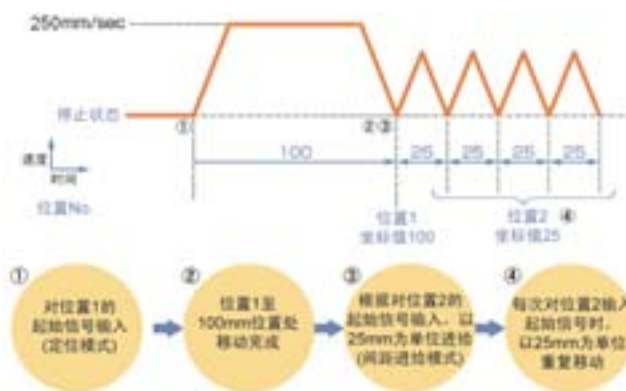 250mm/sec
停止状态
① ②③
100 25 25 25 25
速度
时间
位置No.
位置1
坐标值100
位置2 ④
坐标值25
①
对位置1的
起始信号输入
(定位模式)
②
位置1至
100mm位置处
移动完成
③
根据对位置2的
起始信号输入，以
25mm为单位进给
(间距进给模式)
④
每次对位置2输入
起始信号时，
以25mm为单位
重复移动